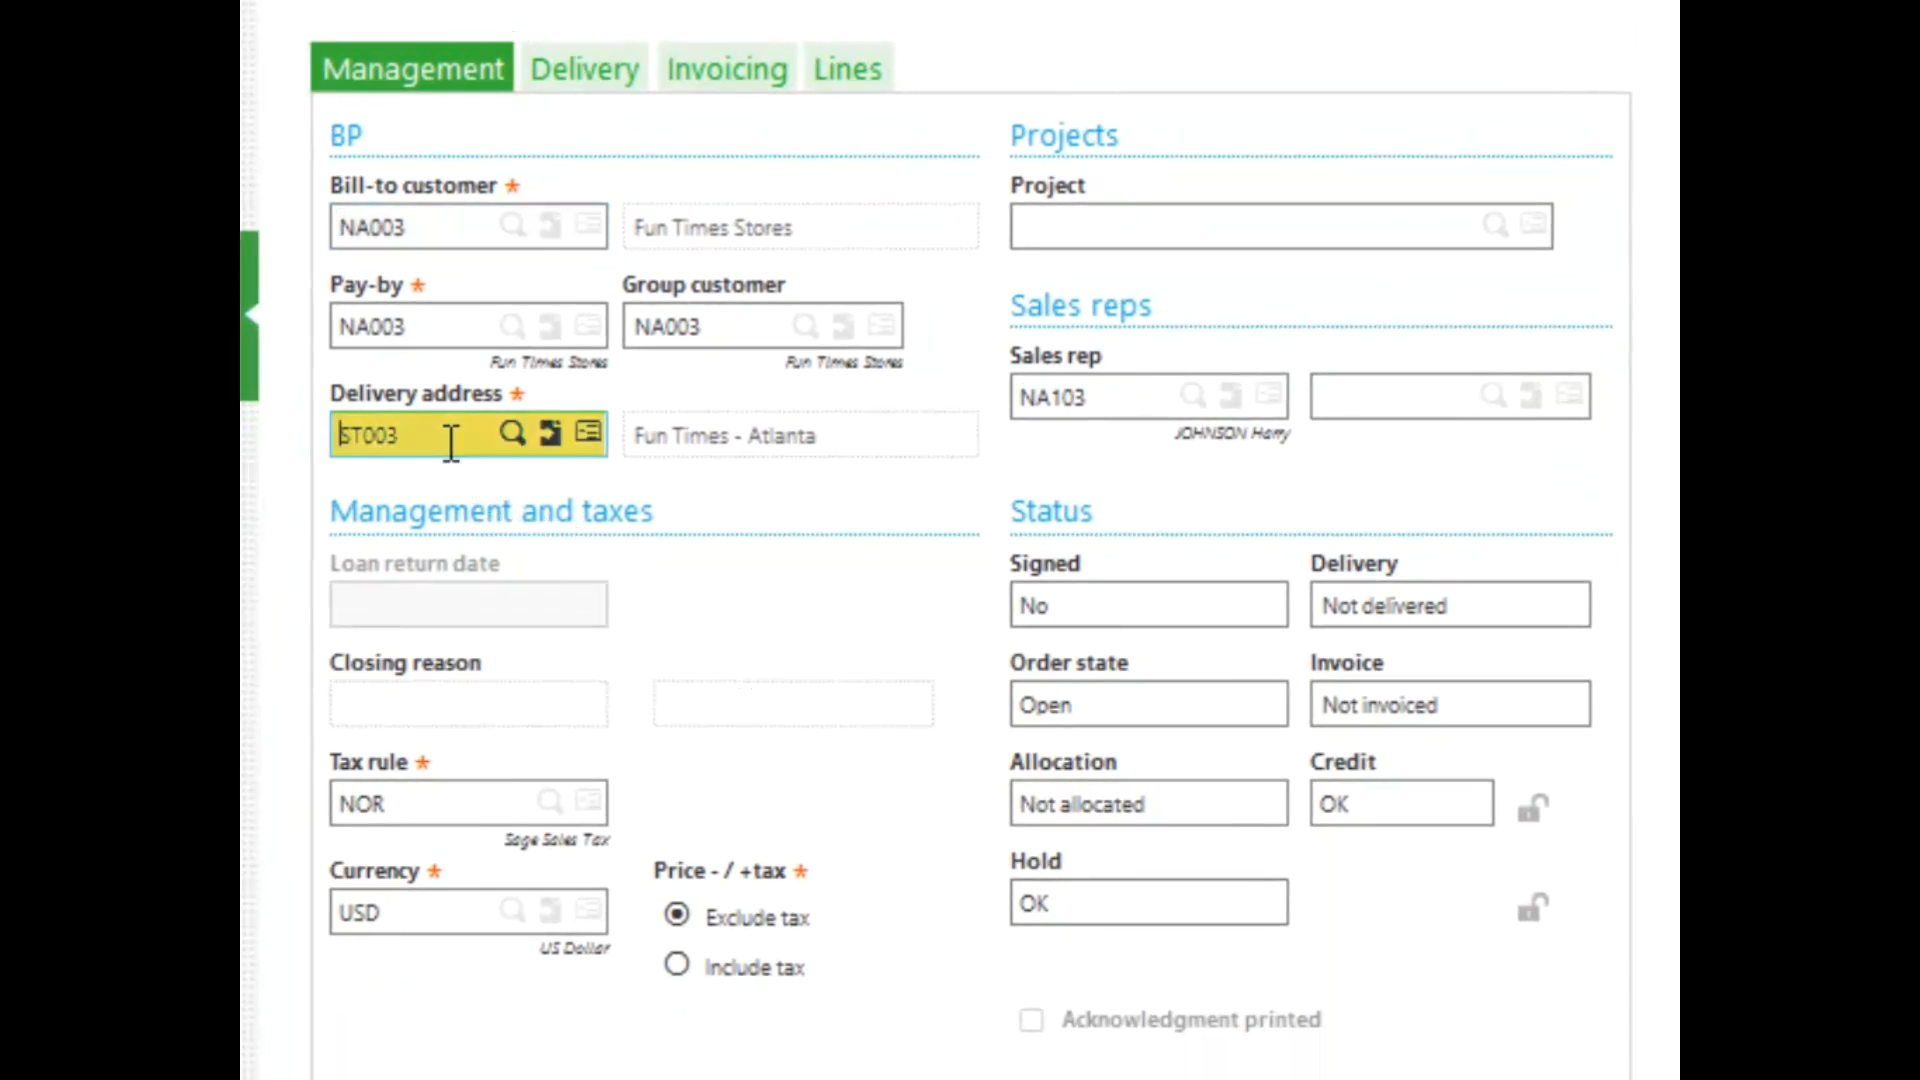 Management Delivery Invoicing Lines
BP
Bill-to customer *
NA003 Fun Times Stores
Pay-by * Group customer
NA003 NA003
Fun Times Stores Fun Times Stores
Delivery address *
ST003 Fun Times - Atlanta
Projects
Project
Sales reps
Sales rep
NA103
JOHNSON Harry
Management and taxes
Loan return date
Closing reason
Tax rule *
NOR
Sage Sales Tax
Currency * Price - / +tax *
USD Exclude tax
US Dollar
Include tax
Status
Signed Delivery
No Not delivered
Order state Invoice
Open Not invoiced
Allocation Credit
Not allocated OK
Hold
OK
Acknowledgment printed